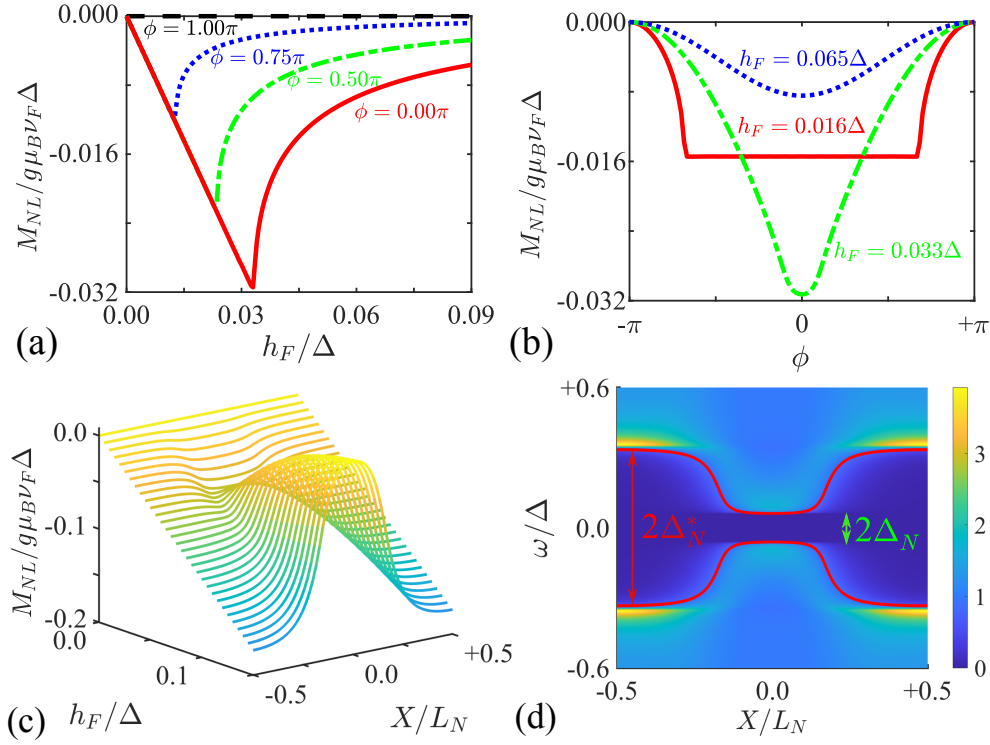 0.000
-0.016
-0.032
M_{NL}/gμ_Bν_FΔ
ϕ = 1.00π
ϕ = 0.75π
ϕ = 0.50π
ϕ = 0.00π
0.00 0.03 0.06 0.09
h_F/Δ
(a)
0.000
-0.016
-0.032
M_{NL}/gμ_Bν_FΔ
h_F = 0.065Δ
h_F = 0.016Δ
h_F = 0.033Δ
-π 0 +π
ϕ
(b)
0.0
-0.1
-0.2
M_{NL}/gμ_Bν_FΔ
0.0
0.1
h_F/Δ
-0.5
0.0
+0.5
X/L_N
(c)
+0.6
0.0
-0.6
ω/Δ
2Δ*_N
2Δ_N
-0.5 0.0 +0.5
X/L_N
3
2
1
0
(d)